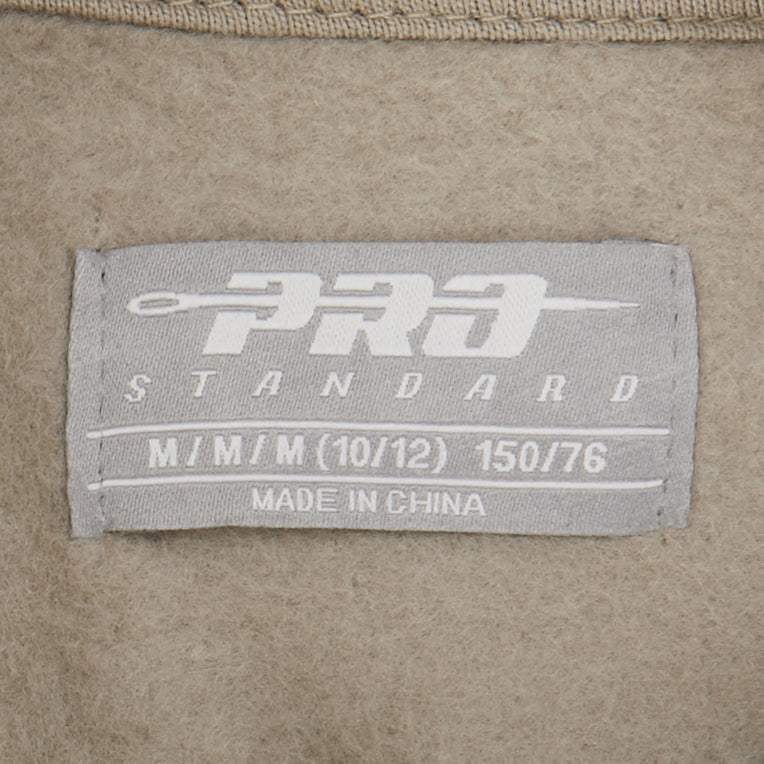 PRO
STANDARD
M/M/M (10/12) 150/76
MADE IN CHINA